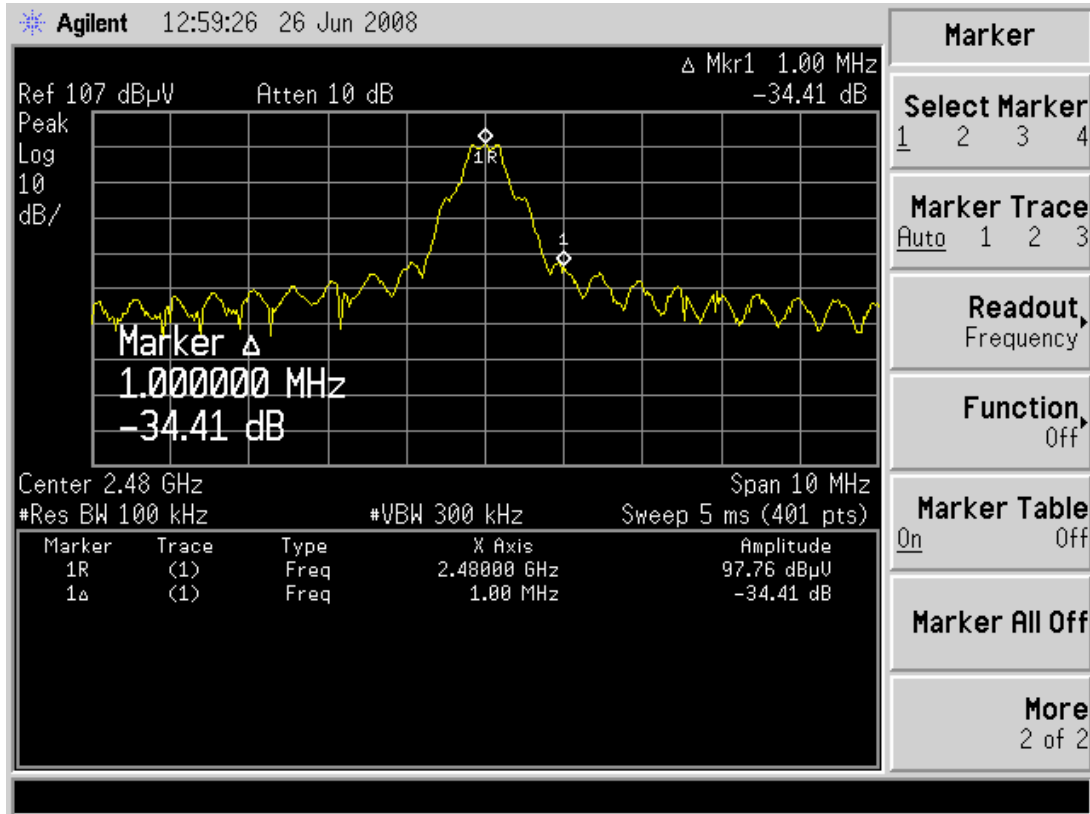 Agilent 12:59:26 26 Jun 2008
Δ Mkr1 1.00 MHz
Ref 107 dBµV Atten 10 dB -34.41 dB
Peak
Log
10
dB/
1R
1
Marker Δ
1.000000 MHz
-34.41 dB
Center 2.48 GHz Span 10 MHz
#Res BW 100 kHz #VBW 300 kHz Sweep 5 ms (401 pts)
Marker Trace Type X Axis Amplitude
1R (1) Freq 2.48000 GHz 97.76 dBµV
1Δ (1) Freq 1.00 MHz -34.41 dB
Marker
Select Marker
1 2 3 4
Marker Trace
Auto 1 2 3
Readout
Frequency
Function
Off
Marker Table
On Off
Marker All Off
More
2 of 2